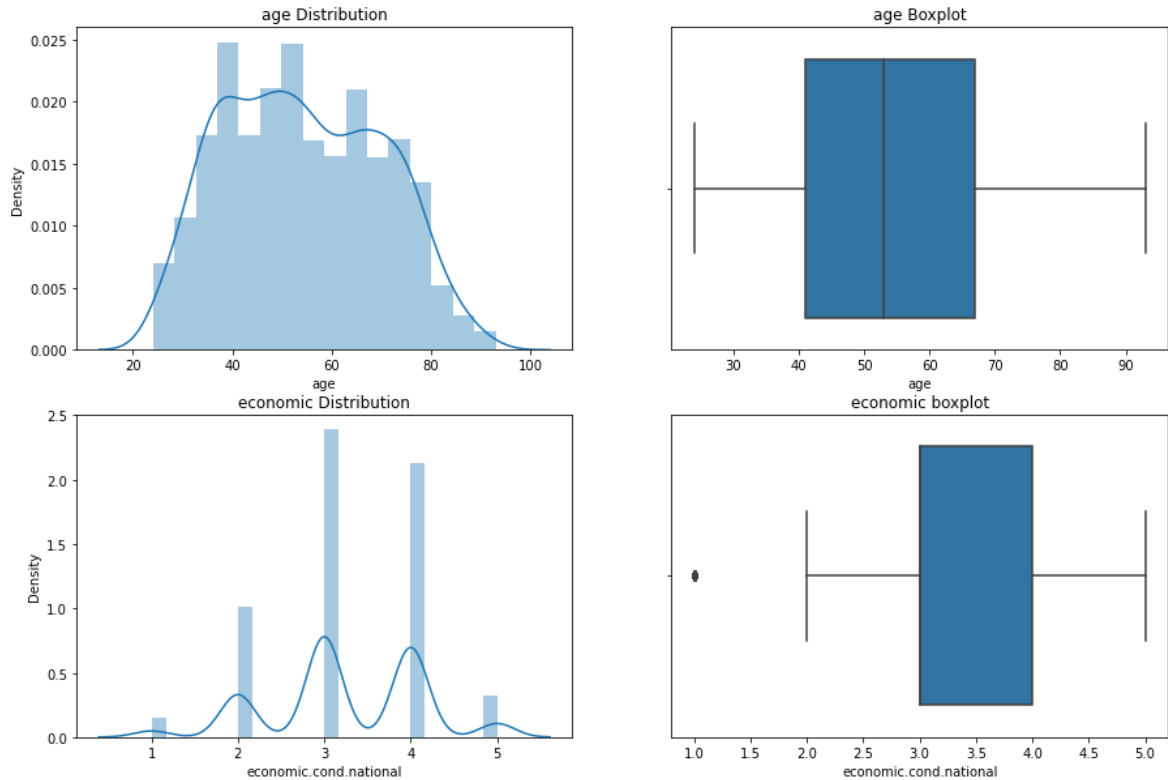 age Distribution
0.025
0.020
0.015
0.010
0.005
0.000
Density
20 40 60 80 100
age
age Boxplot
30 40 50 60 70 80 90
age
economic Distribution
2.5
2.0
1.5
1.0
0.5
0.0
Density
1 2 3 4 5
economic.cond.national
economic boxplot
1.0 1.5 2.0 2.5 3.0 3.5 4.0 4.5 5.0
economic.cond.national